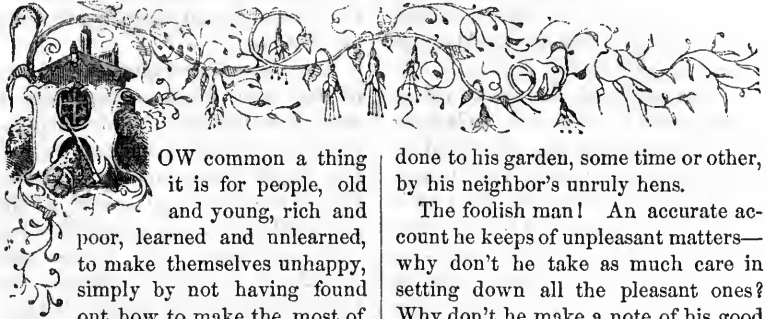 OW common a thing
it is for people, old
and young, rich and
poor, learned and unlearned,
to make themselves unhappy,
simply by not having found
out how to make the most of
done to his garden, some time or other,
by his neighbor's unruly hens.
The foolish man! An accurate ac-
count he keeps of unpleasant matters—
why don't he take as much care in
setting down all the pleasant ones?
Why don't he make a note of his good